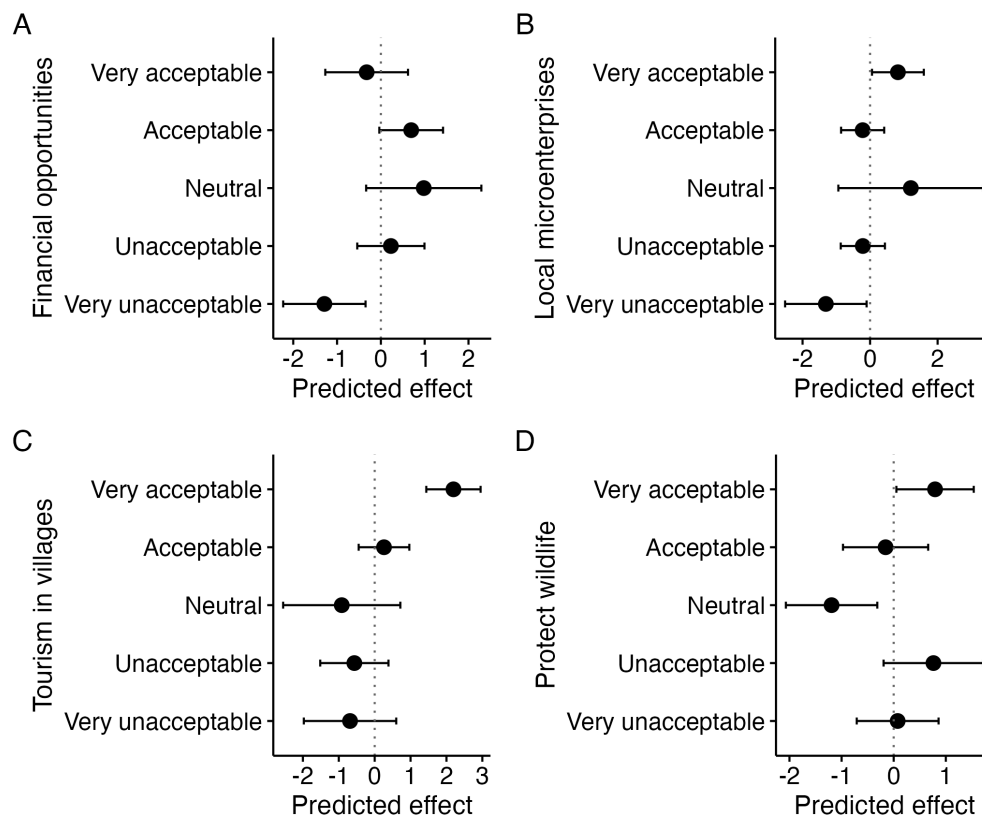 A
Financial opportunities
Very acceptable
Acceptable
Neutral
Unacceptable
Very unacceptable
-2 -1 0 1 2
Predicted effect
B
Local microenterprises
Very acceptable
Acceptable
Neutral
Unacceptable
Very unacceptable
-2 0 2
Predicted effect
C
Tourism in villages
Very acceptable
Acceptable
Neutral
Unacceptable
Very unacceptable
-2 -1 0 1 2 3
Predicted effect
D
Protect wildlife
Very acceptable
Acceptable
Neutral
Unacceptable
Very unacceptable
-2 -1 0 1
Predicted effect